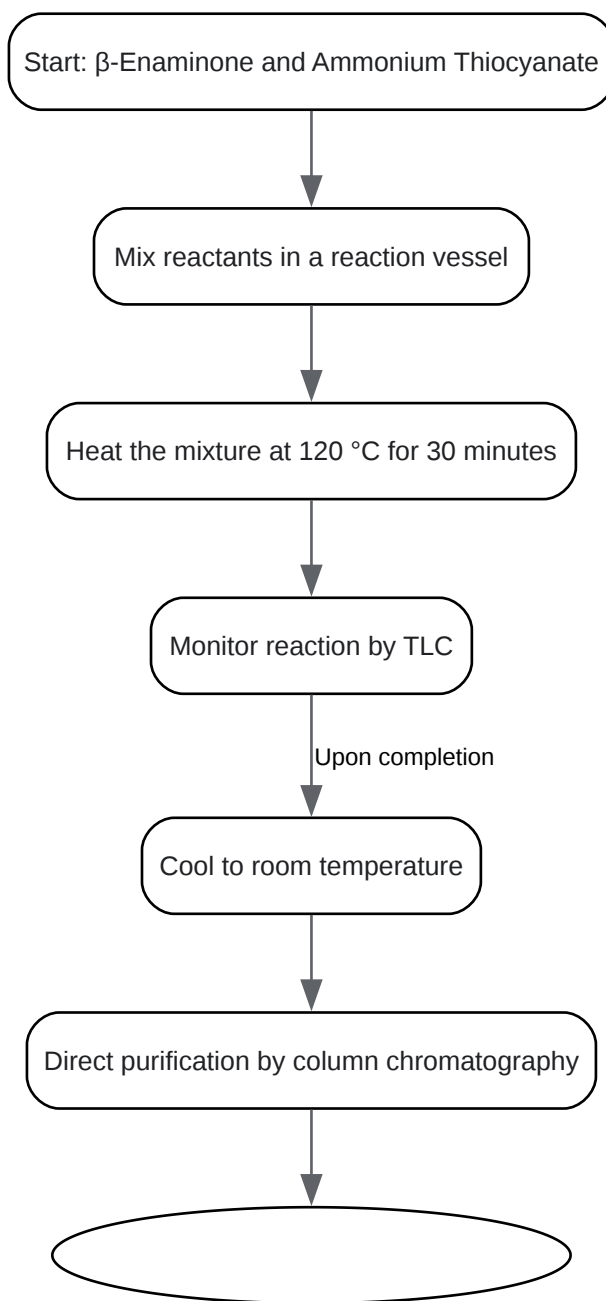 Start: β-Enaminone and Ammonium Thiocyanate
Mix reactants in a reaction vessel
Heat the mixture at 120 °C for 30 minutes
Monitor reaction by TLC
Upon completion
Cool to room temperature
Direct purification by column chromatography